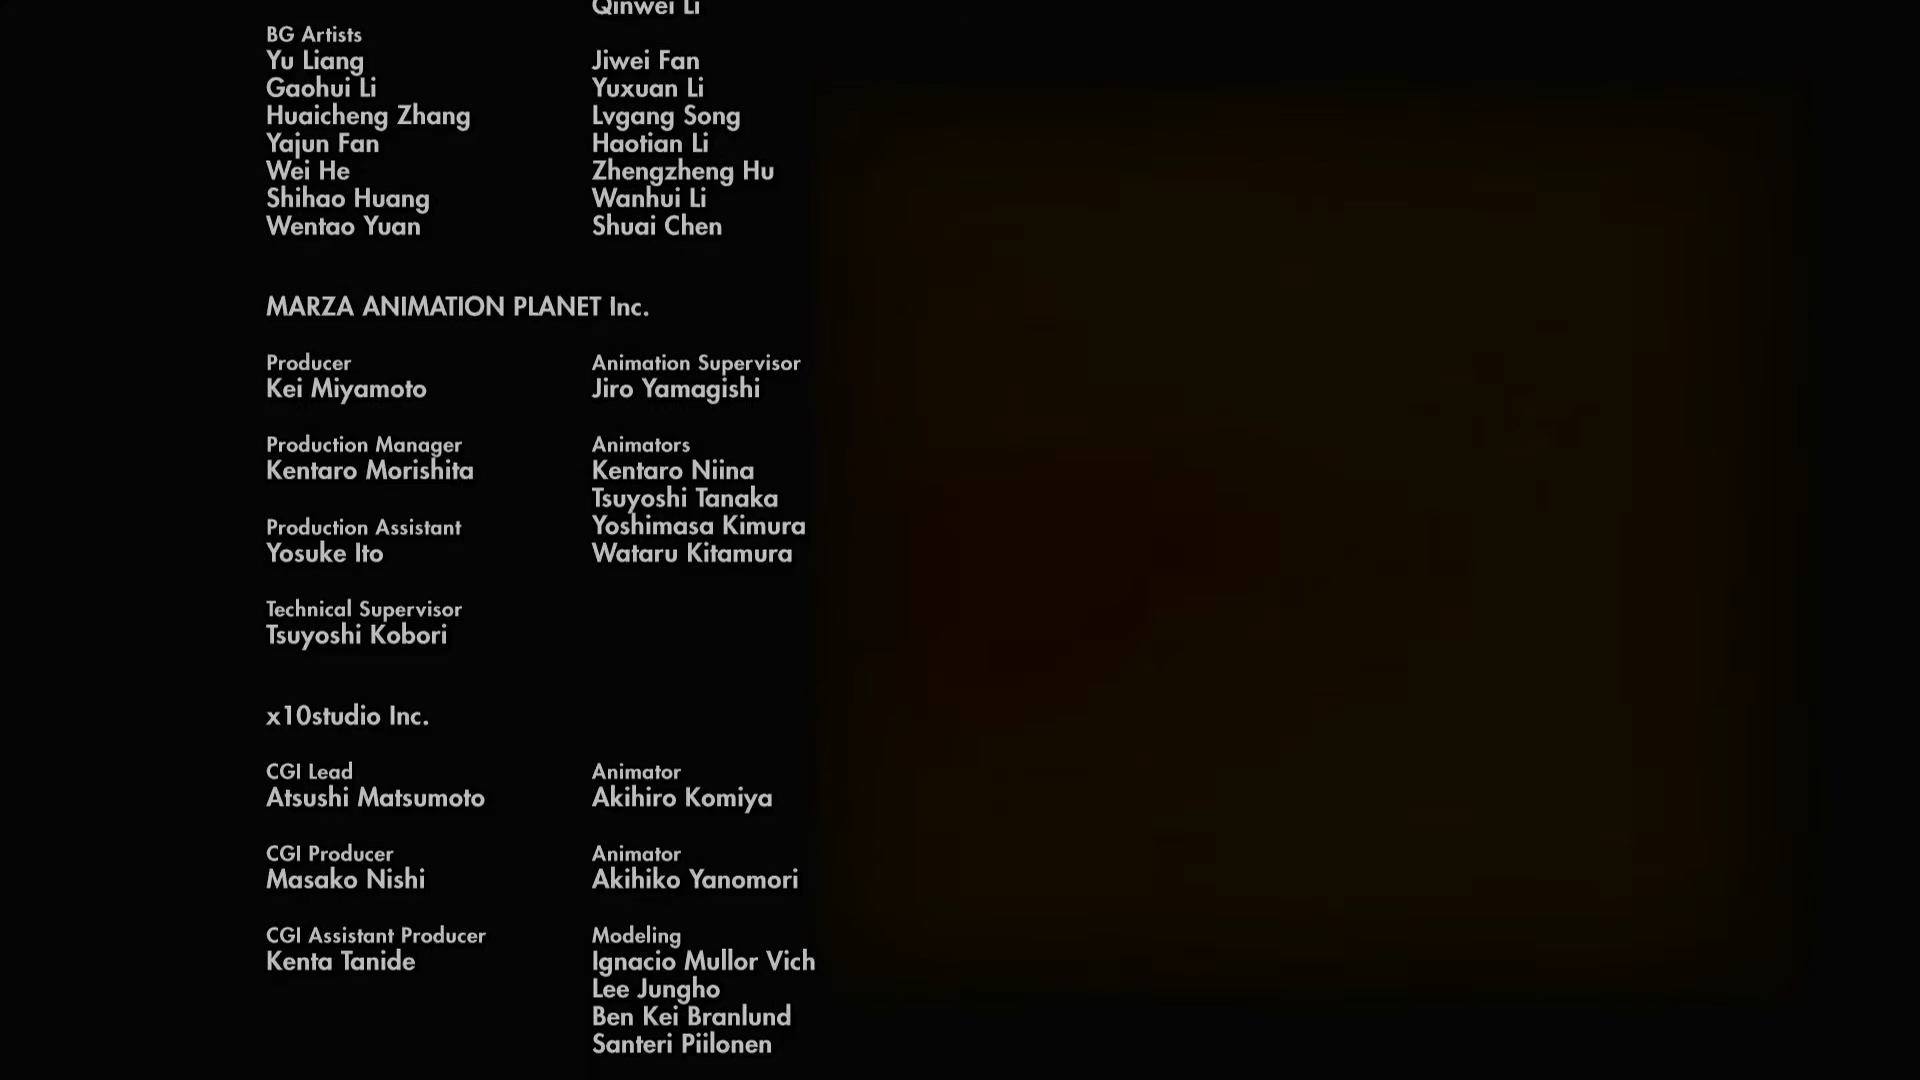 Qinwei Li
BG Artists
Yu Liang
Gaohui Li
Huaicheng Zhang
Yajun Fan
Wei He
Shihao Huang
Wentao Yuan
Jiwei Fan
Yuxuan Li
Lvgang Song
Haotian Li
Zhengzheng Hu
Wanhui Li
Shuai Chen
MARZA ANIMATION PLANET Inc.
Producer
Kei Miyamoto
Production Manager
Kentaro Morishita
Production Assistant
Yosuke Ito
Technical Supervisor
Tsuyoshi Kobori
Animation Supervisor
Jiro Yamagishi
Animators
Kentaro Niina
Tsuyoshi Tanaka
Yoshimasa Kimura
Wataru Kitamura
x10studio Inc.
CGI Lead
Atsushi Matsumoto
CGI Producer
Masako Nishi
CGI Assistant Producer
Kenta Tanide
Animator
Akihiro Komiya
Animator
Akihiko Yanomori
Modeling
Ignacio Mullor Vich
Lee Jungho
Ben Kei Branlund
Santeri Piilonen